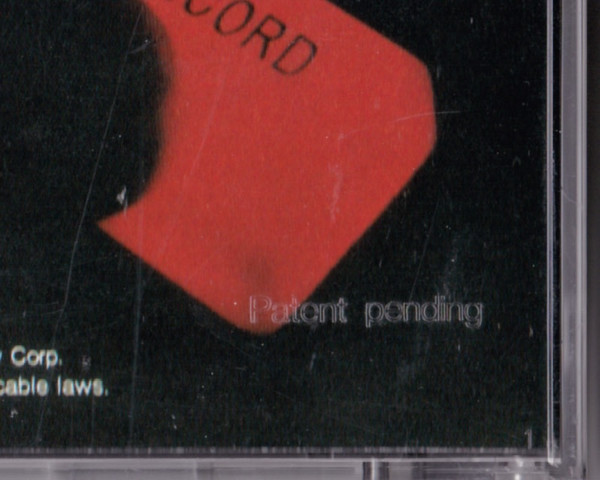 CORD
Patent pending
Corp.
cable laws.
1